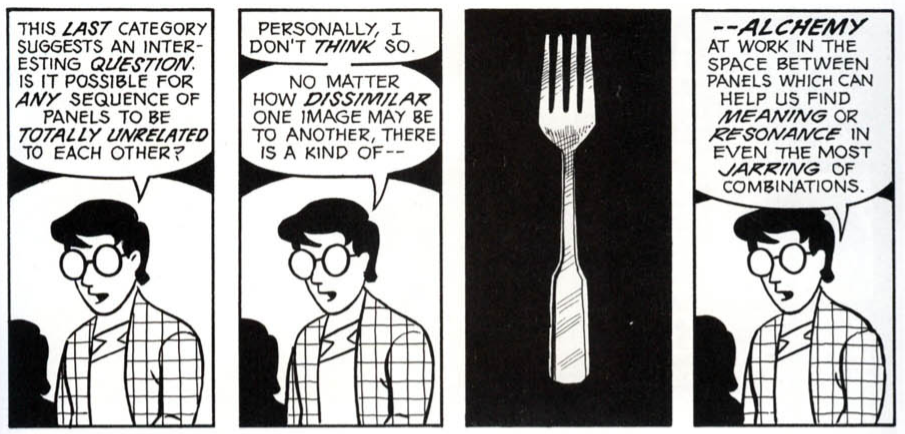 THIS LAST CATEGORY
SUGGESTS AN INTER-
ESTING QUESTION.
IS IT POSSIBLE FOR
ANY SEQUENCE OF
PANELS TO BE
TOTALLY UNRELATED
TO EACH OTHER?
PERSONALLY, I
DON'T THINK SO.
NO MATTER
HOW DISSIMILAR
ONE IMAGE MAY BE
TO ANOTHER, THERE
IS A KIND OF--
--ALCHEMY
AT WORK IN THE
SPACE BETWEEN
PANELS WHICH CAN
HELP US FIND
MEANING OR
RESONANCE IN
EVEN THE MOST
JARRING OF
COMBINATIONS.